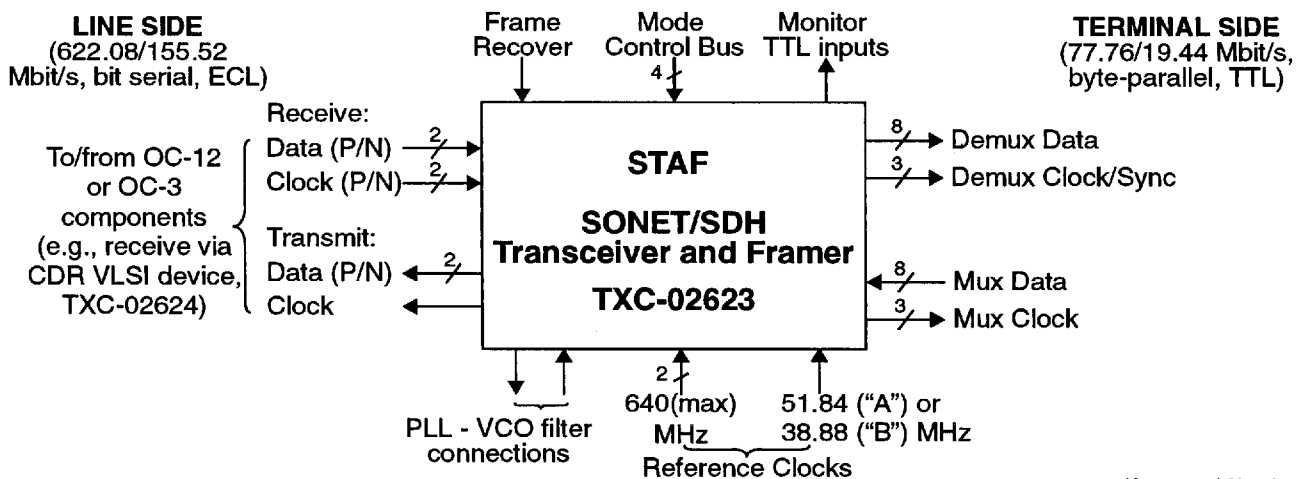 LINE SIDE
(622.08/155.52
Mbit/s, bit serial, ECL)
Frame
Recover
Mode
Control Bus
4
Monitor
TTL inputs
TERMINAL SIDE
(77.76/19.44 Mbit/s,
byte-parallel, TTL)
To/from OC-12
or OC-3
components
(e.g., receive via
CDR VLSI device,
TXC-02624)
Receive:
Data (P/N) 2
Clock (P/N) 2
Transmit:
Data (P/N) 2
Clock
STAF
SONET/SDH
Transceiver and Framer
TXC-02623
8 Demux Data
3 Demux Clock/Sync
8 Mux Data
3 Mux Clock
PLL - VCO filter
connections
2
640(max)
MHz
51.84 ("A") or
38.88 ("B") MHz
Reference Clocks